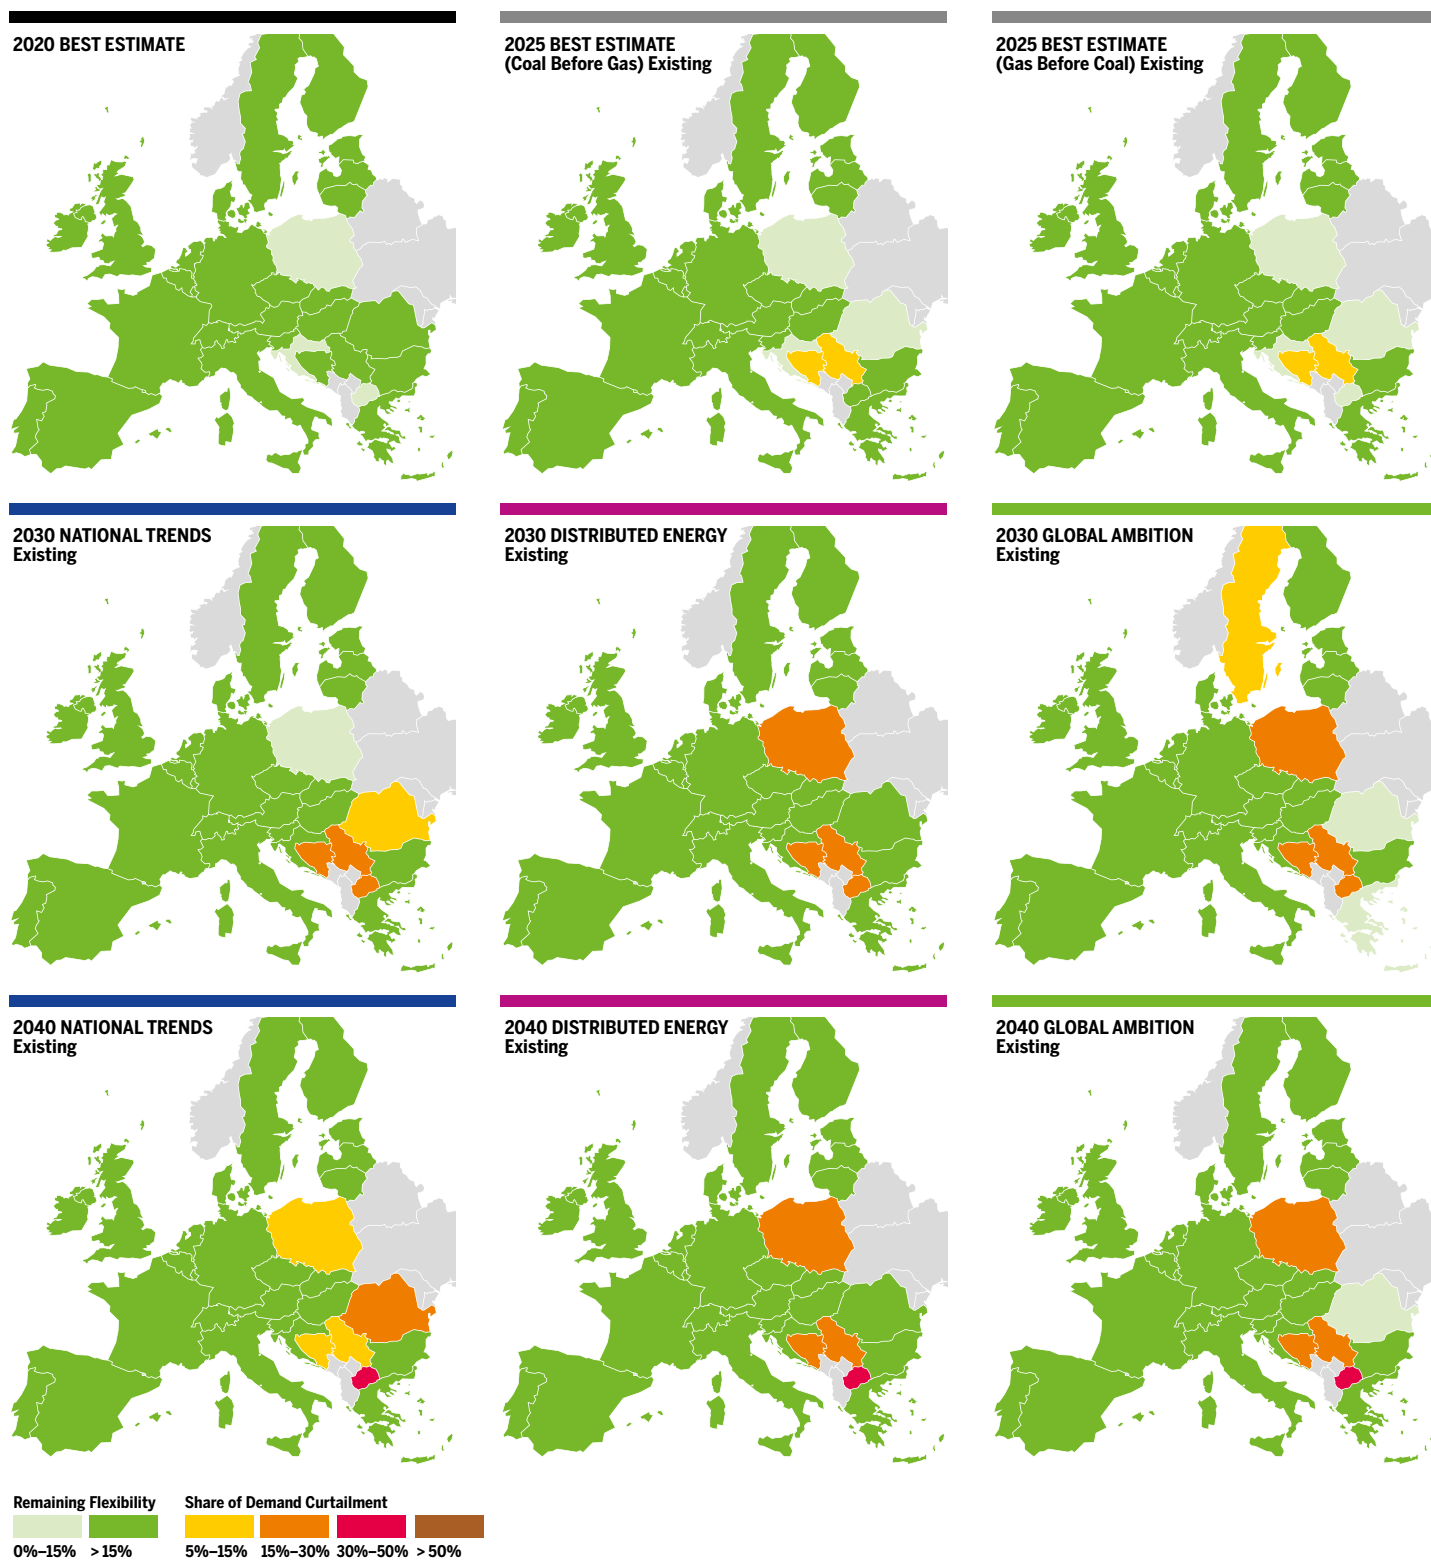 2020 BEST ESTIMATE
2025 BEST ESTIMATE
(Coal Before Gas) Existing
2025 BEST ESTIMATE
(Gas Before Coal) Existing
2030 NATIONAL TRENDS
Existing
2030 DISTRIBUTED ENERGY
Existing
2030 GLOBAL AMBITION
Existing
2040 NATIONAL TRENDS
Existing
2040 DISTRIBUTED ENERGY
Existing
2040 GLOBAL AMBITION
Existing
Remaining Flexibility
0%–15% > 15%
Share of Demand Curtailment
5%–15% 15%–30% 30%–50% > 50%